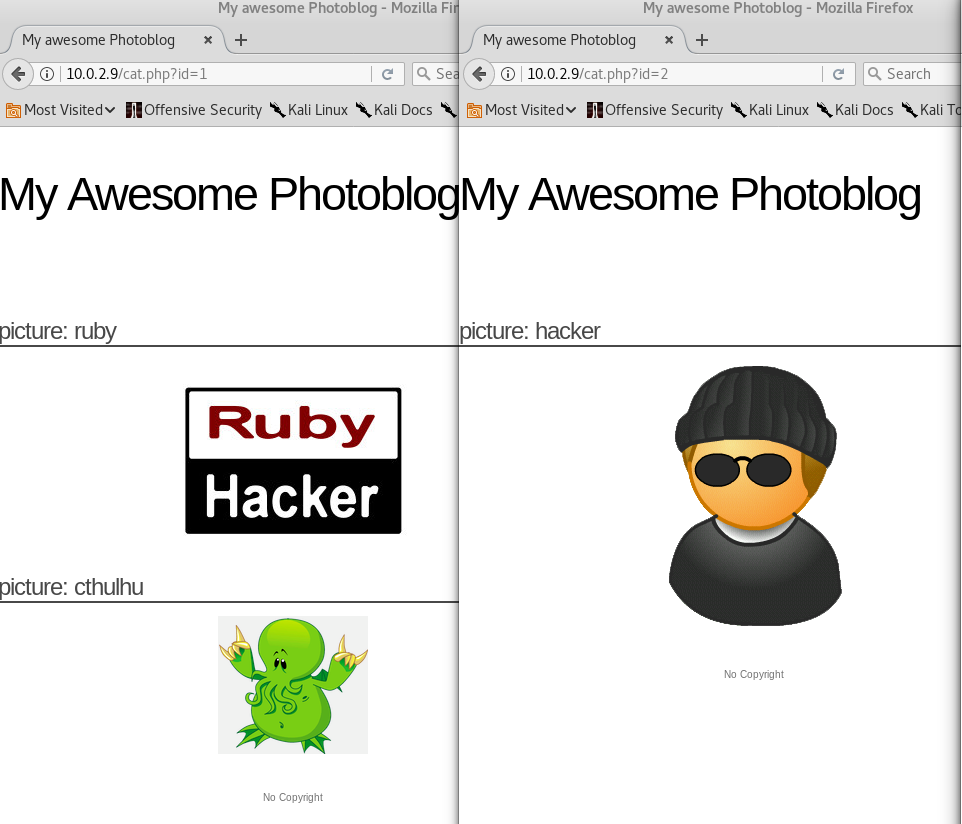 My awesome Photoblog - Mozilla Fir
My awesome Photoblog
10.0.2.9/cat.php?id=1
Sea
Most Visited
Offensive Security
Kali Linux
Kali Docs
My Awesome Photoblog
picture: ruby
Ruby
Hacker
picture: cthulhu
No Copyright
My awesome Photoblog - Mozilla Firefox
My awesome Photoblog
10.0.2.9/cat.php?id=2
Search
Most Visited
Offensive Security
Kali Linux
Kali Docs
Kali To
My Awesome Photoblog
picture: hacker
No Copyright